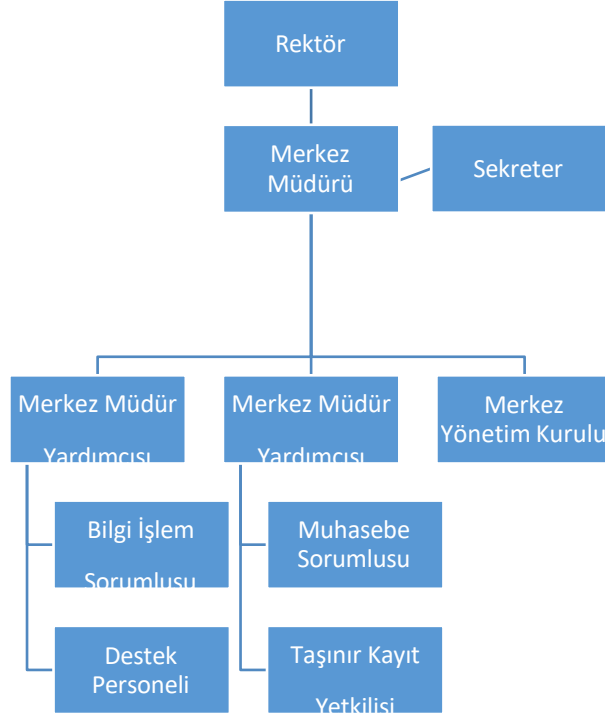 Rektör
Merkez
Müdürü
Sekreter
Merkez Müdür
Yardımcısı
Merkez Müdür
Yardımcısı
Merkez
Yönetim Kurulu
Bilgi İşlem
Sorumlusu
Muhasebe
Sorumlusu
Destek
Personeli
Taşınır Kayıt
Yetkilisi